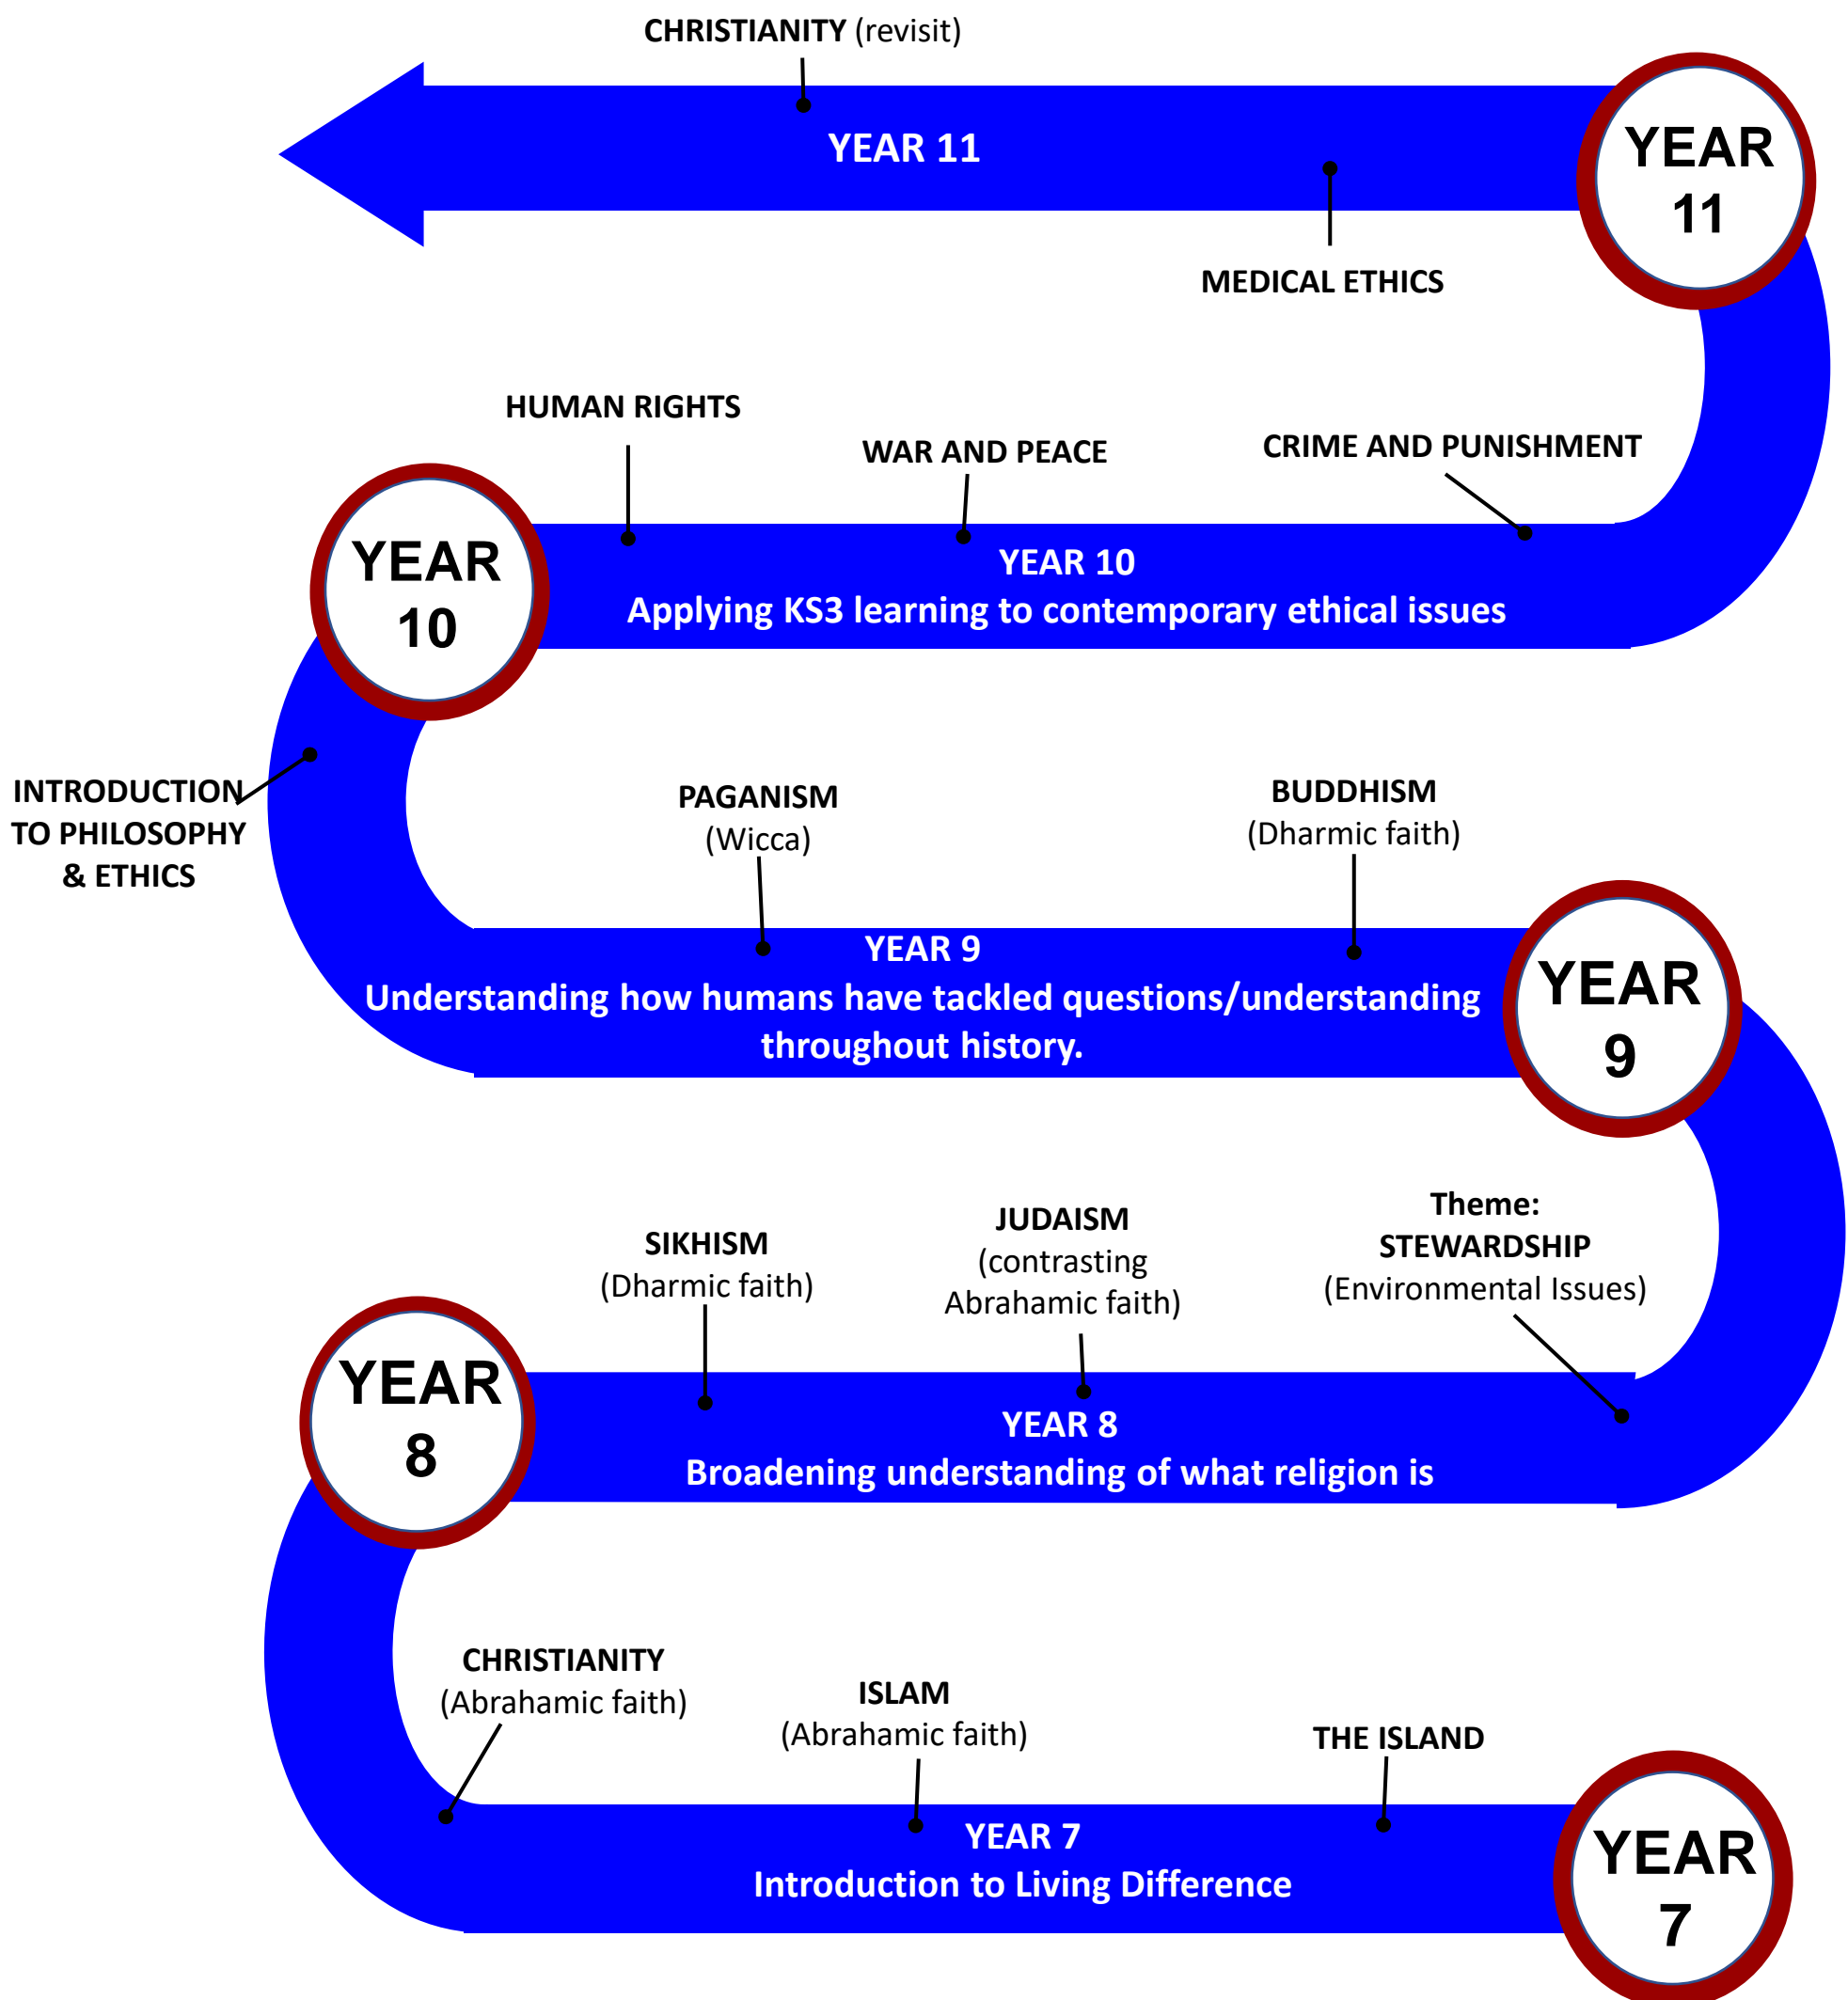 CHRISTIANITY (revisit)
YEAR 11
YEAR
11
MEDICAL ETHICS
HUMAN RIGHTS
WAR AND PEACE
CRIME AND PUNISHMENT
YEAR
10
YEAR 10
Applying KS3 learning to contemporary ethical issues
INTRODUCTION
TO PHILOSOPHY
& ETHICS
PAGANISM
(Wicca)
BUDDHISM
(Dharmic faith)
YEAR 9
Understanding how humans have tackled questions/understanding
throughout history.
YEAR
9
SIKHISM
(Dharmic faith)
JUDAISM
(contrasting
Abrahamic faith)
Theme:
STEWARDSHIP
(Environmental Issues)
YEAR
8
YEAR 8
Broadening understanding of what religion is
CHRISTIANITY
(Abrahamic faith)
ISLAM
(Abrahamic faith)
THE ISLAND
YEAR 7
Introduction to Living Difference
YEAR
7